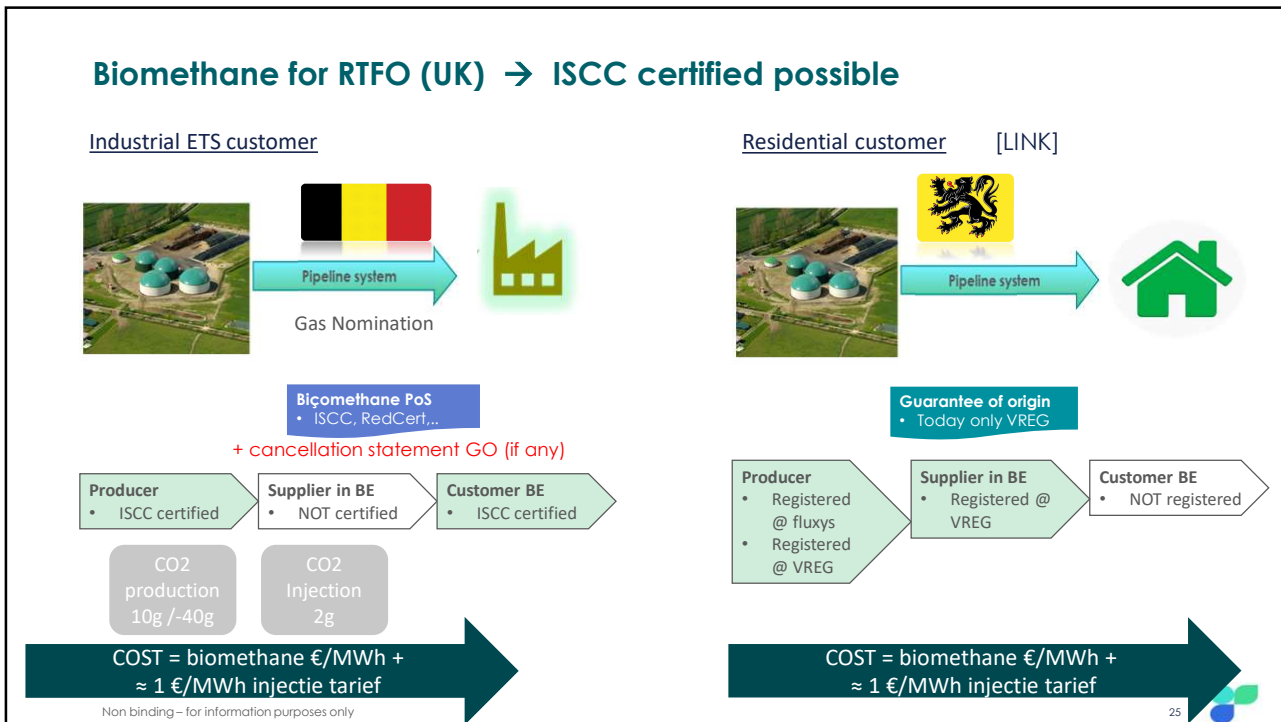 Biomethane for RTFO (UK) → ISCC certified possible
Industrial ETS customer
Pipeline system
Gas Nomination
Biçomethane PoS
• ISCC, RedCert,..
+ cancellation statement GO (if any)
Producer
• ISCC certified
Supplier in BE
• NOT certified
Customer BE
• ISCC certified
CO2
production
10g /-40g
CO2
Injection
2g
COST = biomethane €/MWh +
≈ 1 €/MWh injectie tarief
Residential customer [LINK]
Pipeline system
Guarantee of origin
• Today only VREG
Producer
• Registered
@ fluxys
• Registered
@ VREG
Supplier in BE
• Registered @
VREG
Customer BE
• NOT registered
COST = biomethane €/MWh +
≈ 1 €/MWh injectie tarief
Non binding – for information purposes only
25